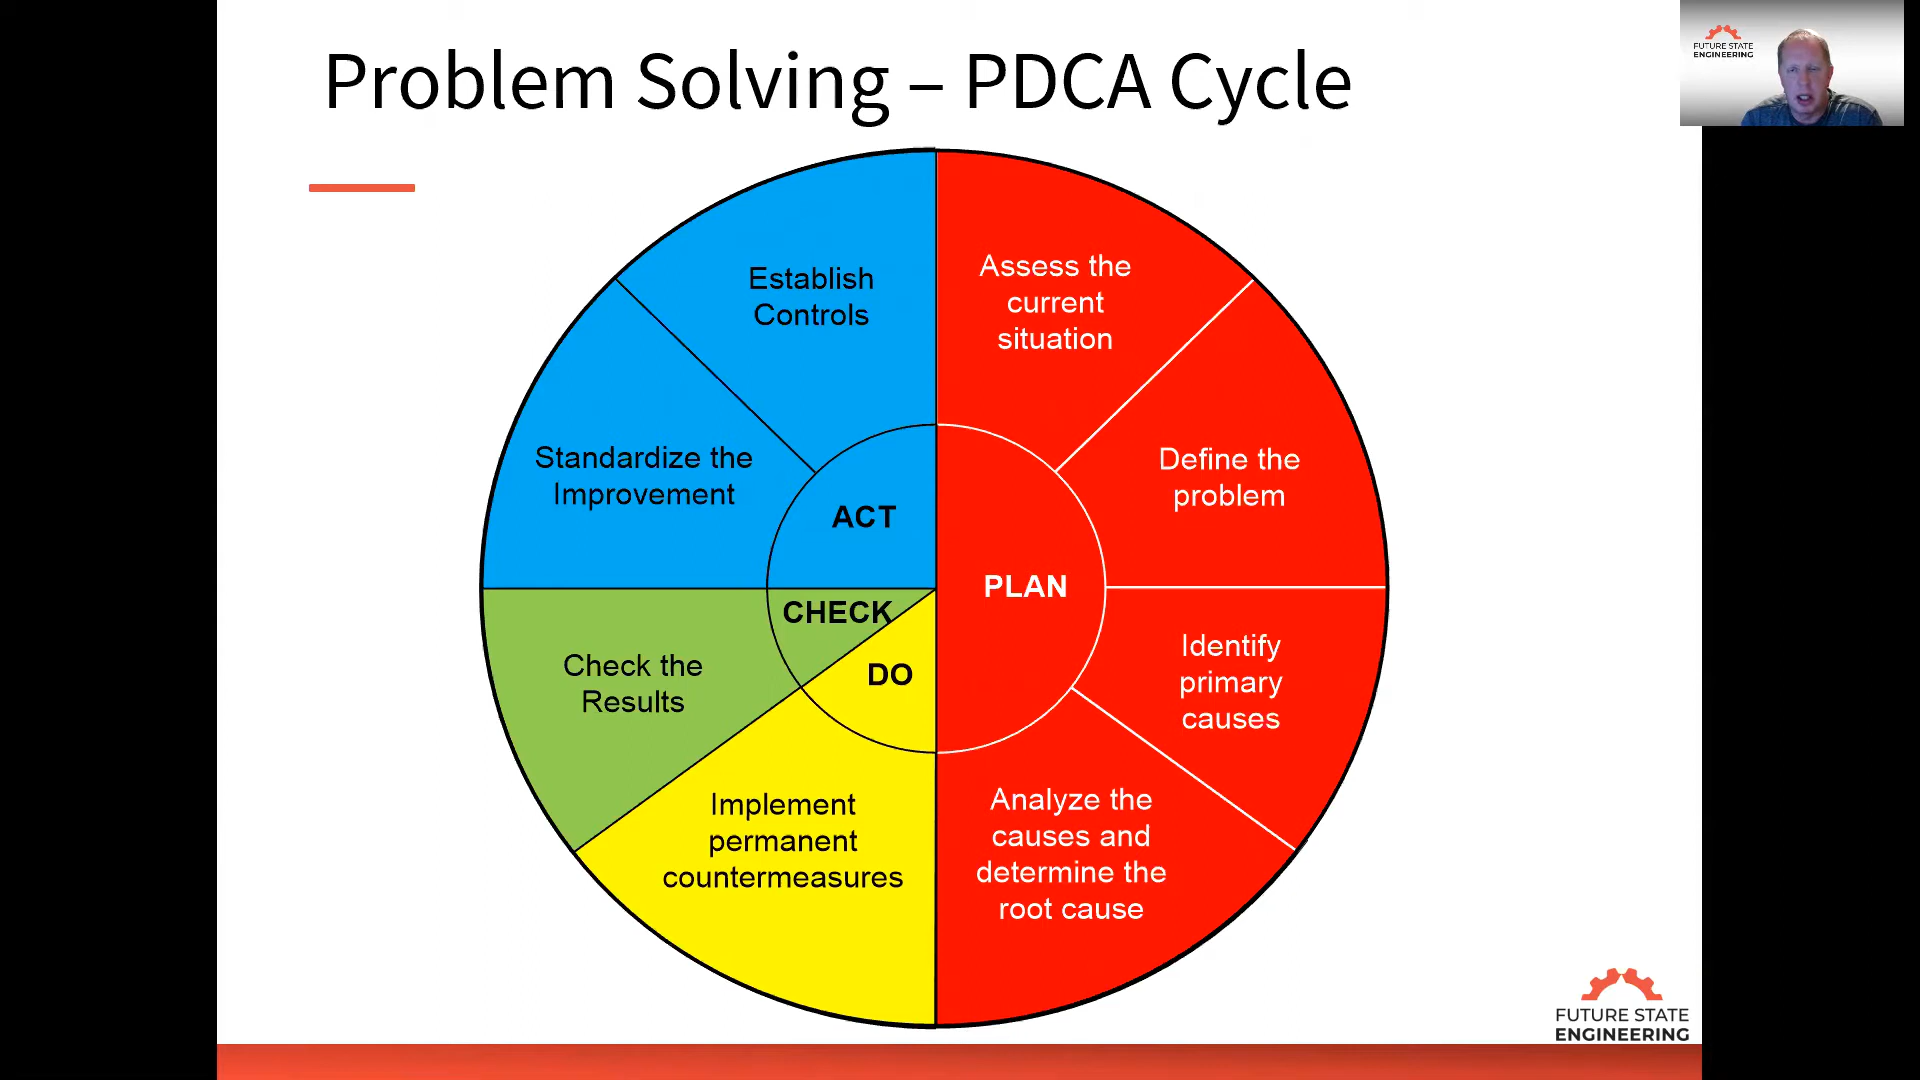 Problem Solving – PDCA Cycle
FUTURE STATE
ENGINEERING
Establish
Controls
Assess the
current
situation
Standardize the
Improvement
Define the
problem
ACT
PLAN
CHECK
DO
Check the
Results
Identify
primary
causes
Implement
permanent
countermeasures
Analyze the
causes and
determine the
root cause
FUTURE STATE
ENGINEERING